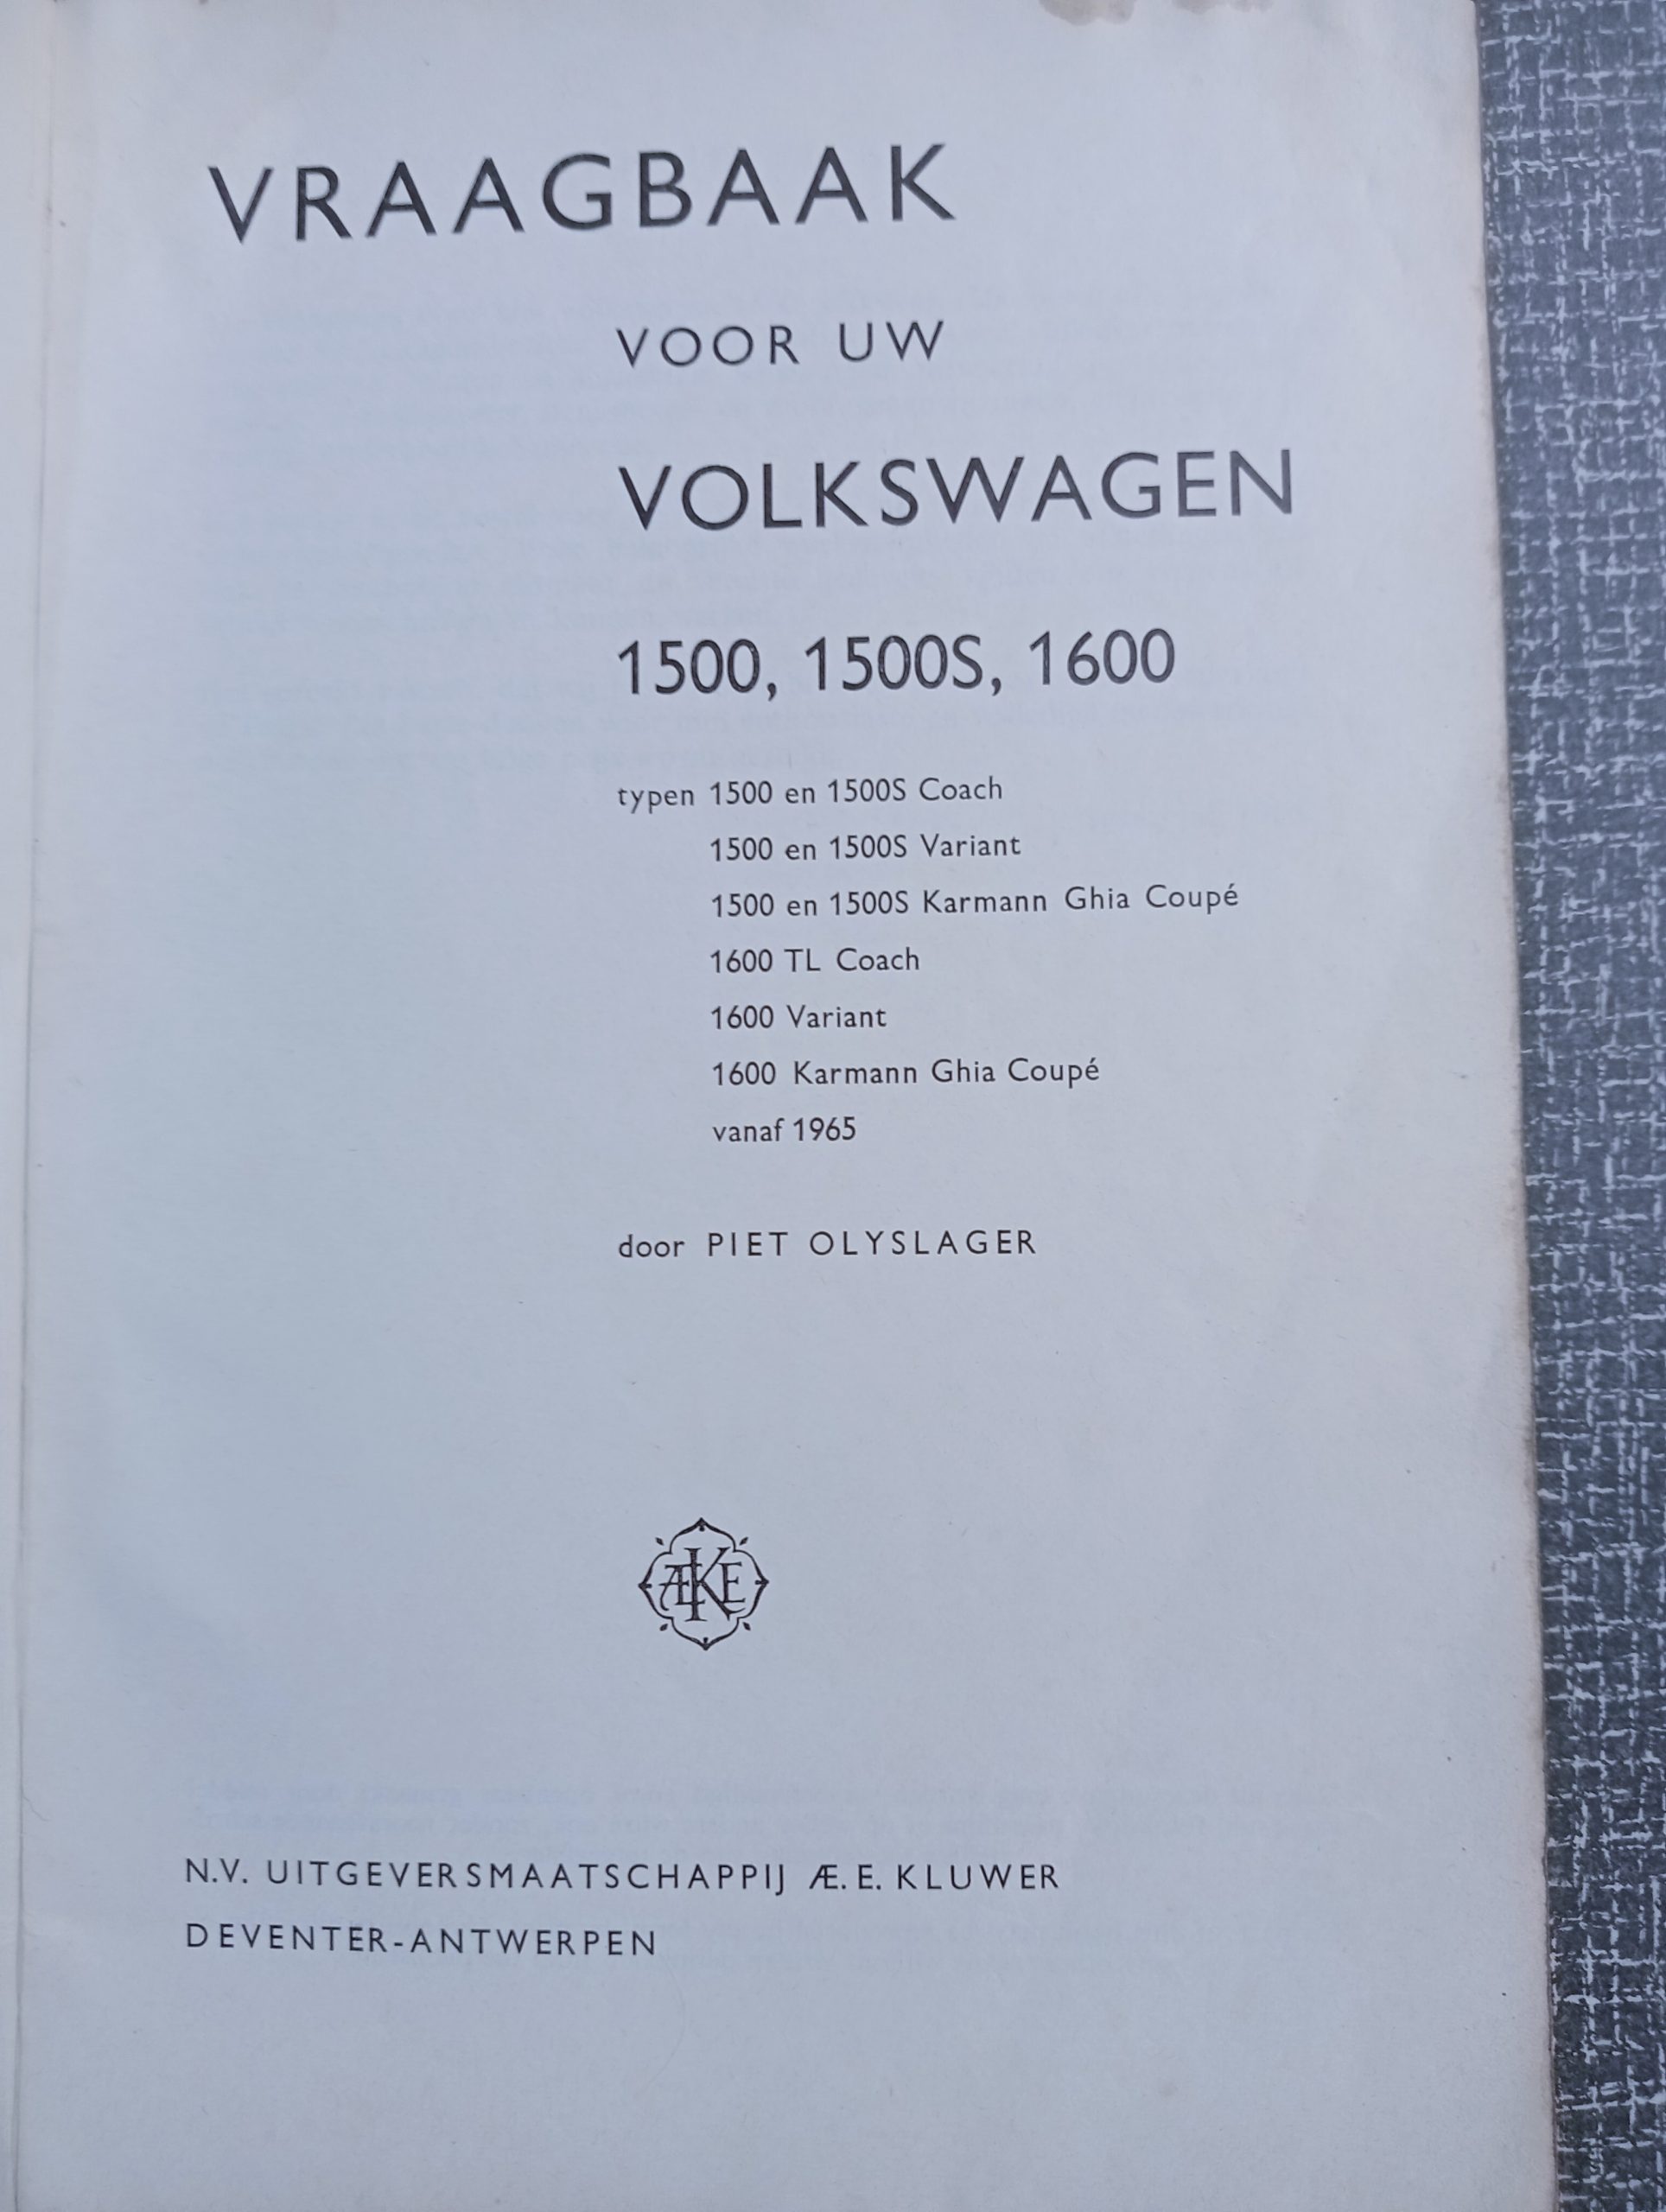 VRAAGBAAK
VOOR UW
VOLKSWAGEN
1500, 1500S, 1600
typen 1500 en 1500S Coach
1500 en 1500S Variant
1500 en 1500S Karmann Ghia Coupé
1600 TL Coach
1600 Variant
1600 Karmann Ghia Coupé
vanaf 1965
door PIET OLYSLAGER
ÆKE
N.V. UITGEVERSMAATSCHAPPIJ Æ. E. KLUWER
DEVENTER-ANTWERPEN